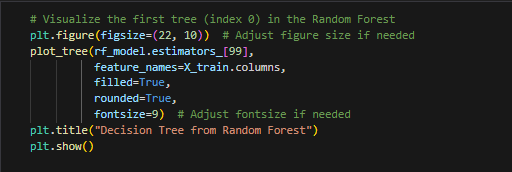 # Visualize the first tree (index 0) in the Random Forest
plt.figure(figsize=(22, 10))  # Adjust figure size if needed
plot_tree(rf_model.estimators_[99],
          feature_names=X_train.columns,
          filled=True,
          rounded=True,
          fontsize=9)  # Adjust fontsize if needed
plt.title("Decision Tree from Random Forest")
plt.show()